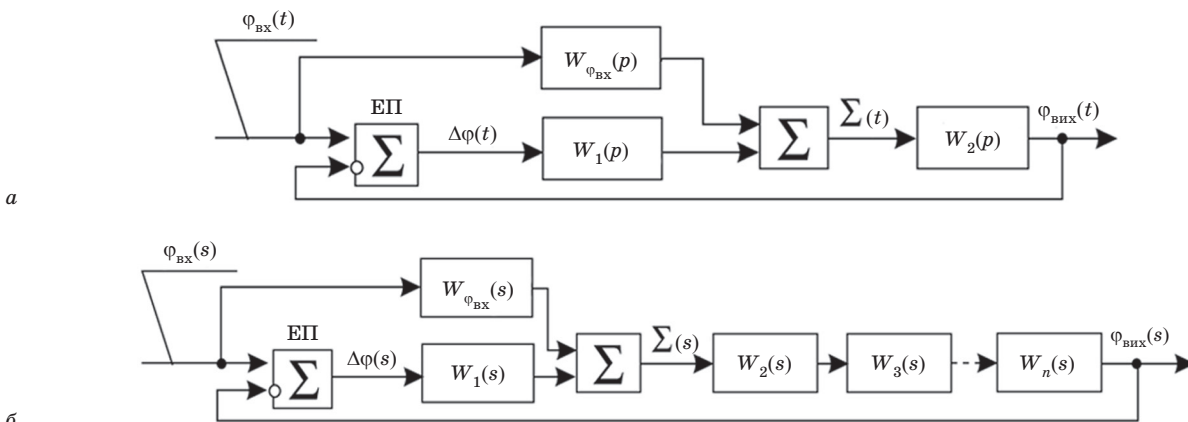 φвх(t)
Wφвх(p)
ЕП
Σ
Δφ(t)
W1(p)
Σ
Σ(t)
W2(p)
φвих(t)
а
φвх(s)
Wφвх(s)
ЕП
Σ
Δφ(s)
W1(s)
Σ
Σ(s)
W2(s)
W3(s)
Wn(s)
φвих(s)
б